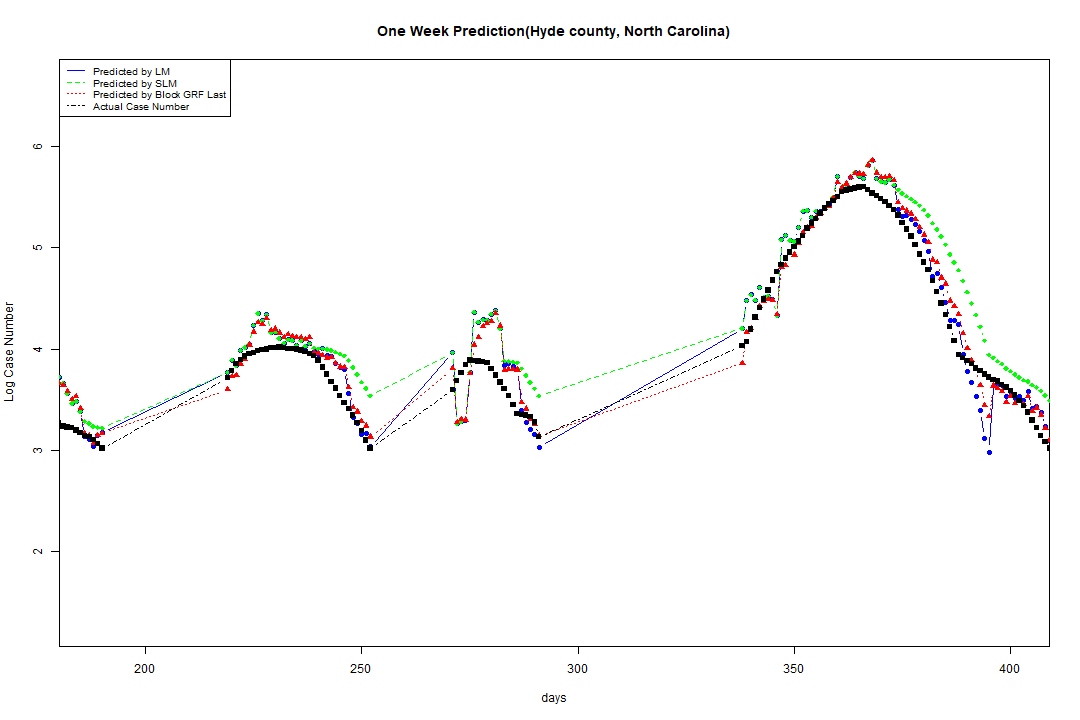 One Week Prediction(Hyde county, North Carolina)
Predicted by LM
Predicted by SLM
Predicted by Block GRF Last
Actual Case Number
Log Case Number
6
5
4
3
2
200
250
300
350
400
days